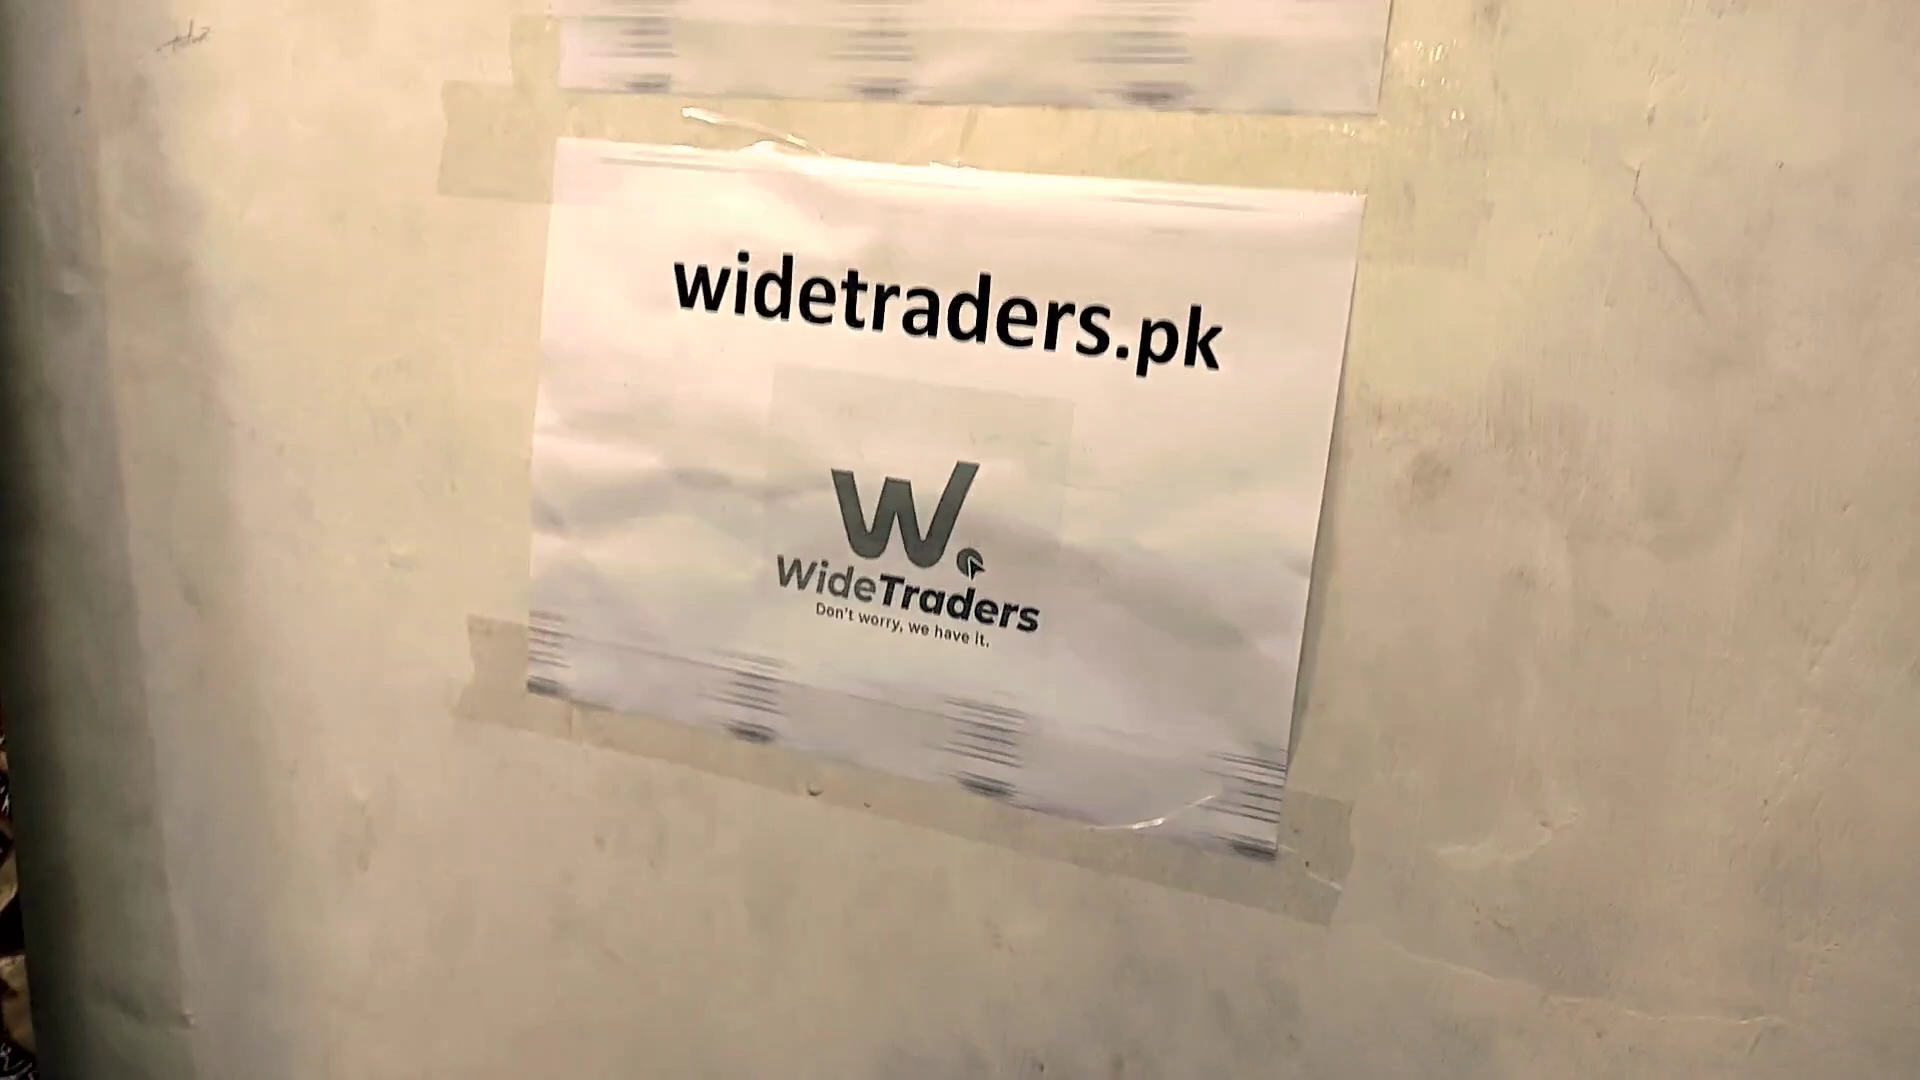 widetraders.pk
W.
WideTraders
Don't worry, we have it.